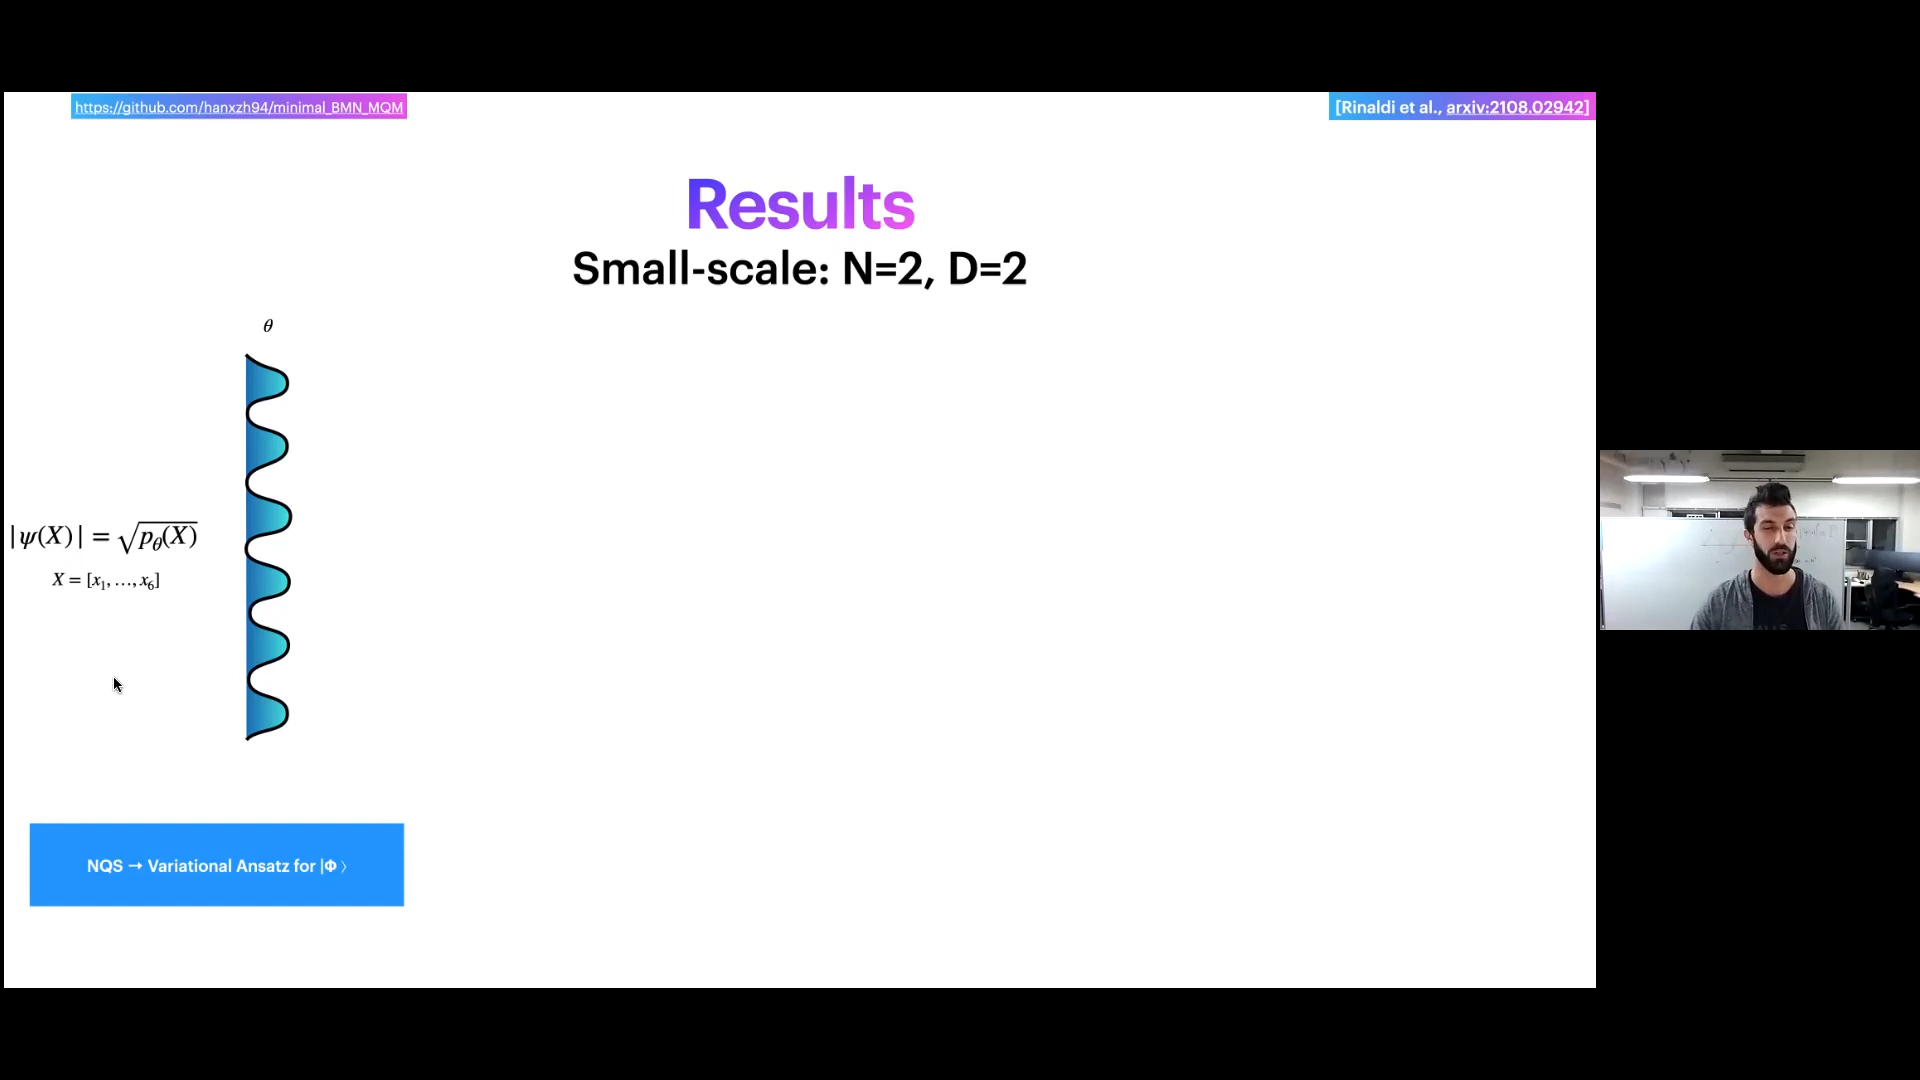 https://github.com/hanxzh94/minimal_BMN_MQM
[Rinaldi et al., arxiv:2108.02942]
Results
Small-scale: N=2, D=2
θ
|ψ(X)| = √p_θ(X)
X = [x₁, …, x₆]
NQS → Variational Ansatz for |Φ⟩